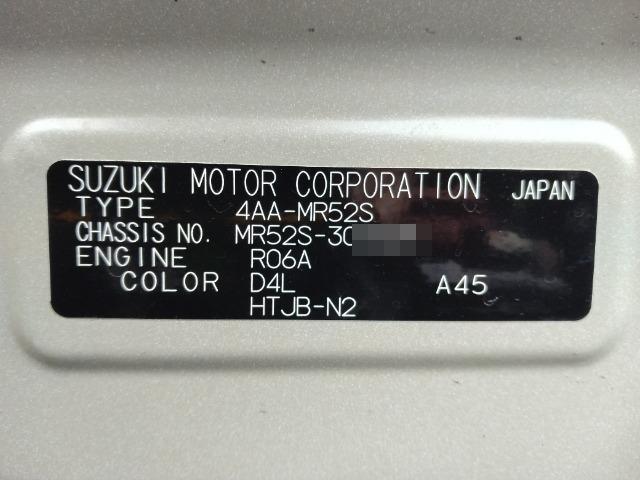 SUZUKI MOTOR CORPORATION JAPAN
TYPE 4AA-MR52S
CHASSIS NO. MR52S-30
ENGINE R06A
COLOR D4L A45
HTJB-N2